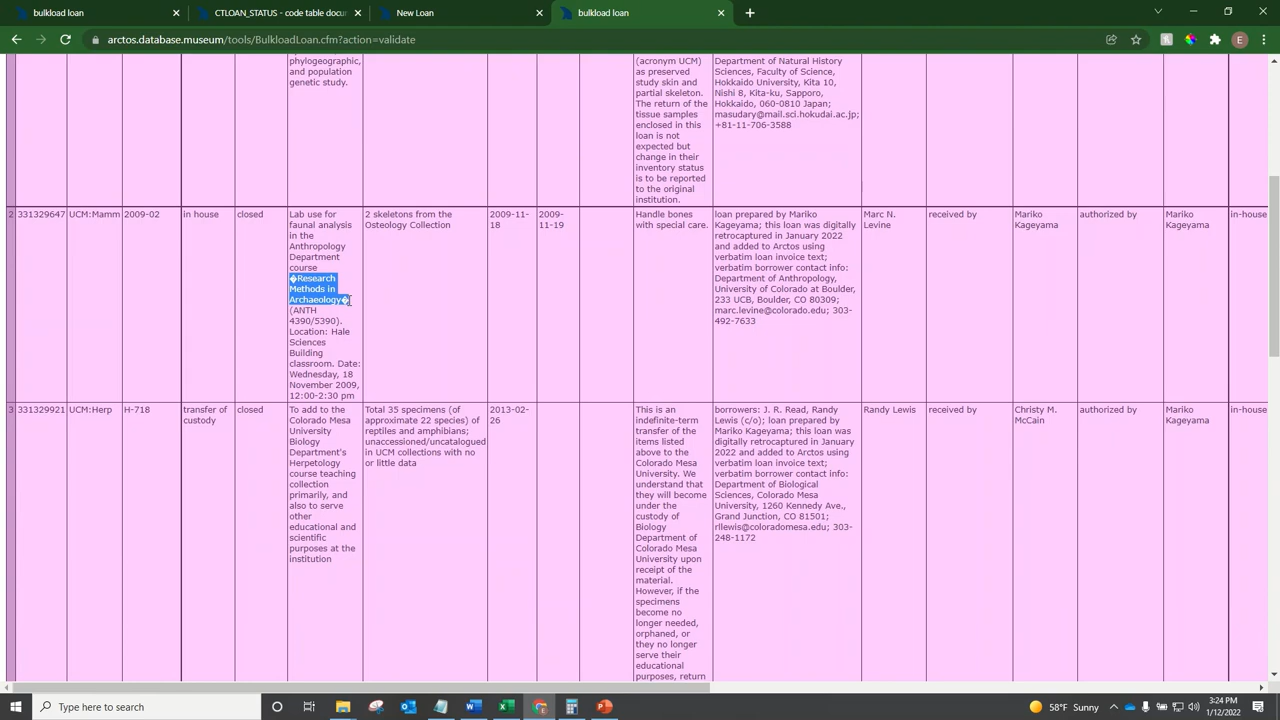 bulkload loan
CTLOAN_STATUS - code table docu
New Loan
bulkload loan
arctos.database.museum/tools/BulkloadLoan.cfm?action=validate
E
phylogeographic,
and population
genetic study.
(acronym UCM)
as preserved
study skin and
partial skeleton.
The return of the
tissue samples
enclosed in this
loan is not
expected but
change in their
inventory status
is to be reported
to the original
institution.
Department of Natural History
Sciences, Faculty of Science,
Hokkaido University, Kita 10,
Nishi 8, Kita-ku, Sapporo,
Hokkaido, 060-0810 Japan;
masudary@mail.sci.hokudai.ac.jp;
+81-11-706-3588
2
331329647
UCM:Mamm
2009-02
in house
closed
Lab use for
faunal analysis
in the
Anthropology
Department
course
�Research
Methods in
Archaeology�
(ANTH
4390/5390).
Location: Hale
Sciences
Building
classroom. Date:
Wednesday, 18
November 2009,
12:00-2:30 pm
2 skeletons from the
Osteology Collection
2009-11-
18
2009-
11-19
Handle bones
with special care.
loan prepared by Mariko
Kageyama; this loan was digitally
retrocaptured in January 2022
and added to Arctos using
verbatim loan invoice text;
verbatim borrower contact info:
Department of Anthropology,
University of Colorado at Boulder,
233 UCB, Boulder, CO 80309;
marc.levine@colorado.edu; 303-
492-7633
Marc N.
Levine
received by
Mariko
Kageyama
authorized by
Mariko
Kageyama
in-house
3
331329921
UCM:Herp
H-718
transfer of
custody
closed
To add to the
Colorado Mesa
University
Biology
Department's
Herpetology
course teaching
collection
primarily, and
also to serve
other
educational and
scientific
purposes at the
institution
Total 35 specimens (of
approximate 22 species) of
reptiles and amphibians;
unaccessioned/uncatalogued
in UCM collections with no
or little data
2013-02-
26
This is an
indefinite-term
transfer of the
items listed
above to the
Colorado Mesa
University. We
understand that
they will become
under the
custody of
Biology
Department of
Colorado Mesa
University upon
receipt of the
material.
However, if the
specimens
become no
longer needed,
orphaned, or
they no longer
serve their
educational
purposes, return
borrowers: J. R. Read, Randy
Lewis (c/o); loan prepared by
Mariko Kageyama; this loan was
digitally retrocaptured in January
2022 and added to Arctos using
verbatim loan invoice text;
verbatim borrower contact info:
Department of Biological
Sciences, Colorado Mesa
University, 1260 Kennedy Ave.,
Grand Junction, CO 81501;
rllewis@coloradomesa.edu; 303-
248-1172
Randy Lewis
received by
Christy M.
McCain
authorized by
Mariko
Kageyama
in-house
Type here to search
58°F Sunny
3:24 PM
1/12/2022